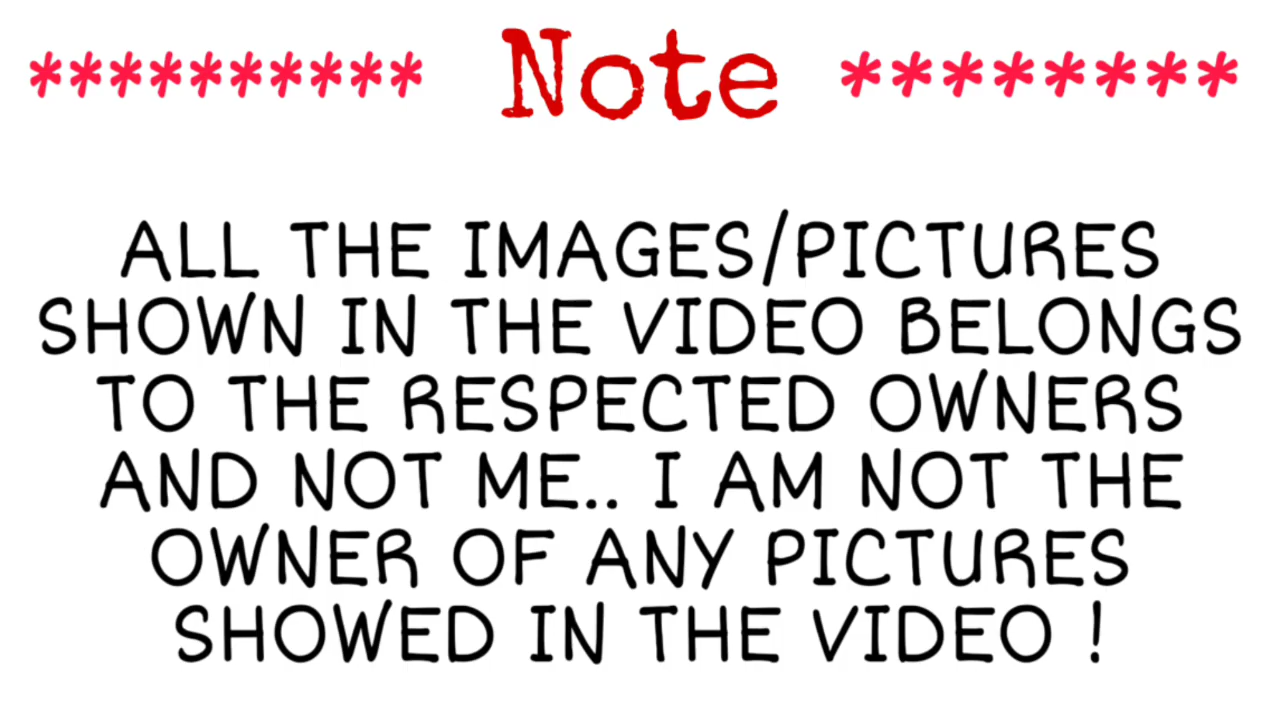 ********** Note ********
ALL THE IMAGES/PICTURES
SHOWN IN THE VIDEO BELONGS
TO THE RESPECTED OWNERS
AND NOT ME.. I AM NOT THE
OWNER OF ANY PICTURES
SHOWED IN THE VIDEO !